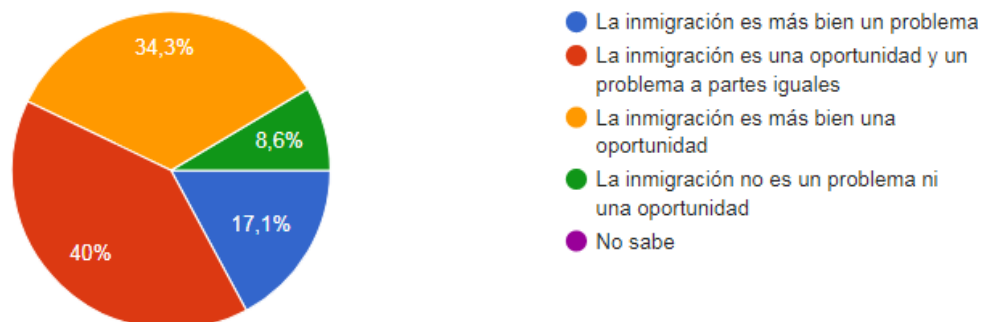 34,3%
8,6%
17,1%
40%
La inmigración es más bien un problema
La inmigración es una oportunidad y un
problema a partes iguales
La inmigración es más bien una
oportunidad
La inmigración no es un problema ni
una oportunidad
No sabe